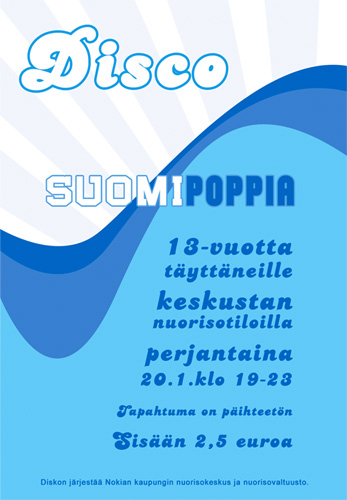 Disco
SUOMIPOPPIA
13-vuotta
täyttäneille
keskustan
nuorisotiloilla
perjantaina
20.1.klo 19-23
Tapahtuma on päihteetön
Sisään 2,5 euroa
Diskon järjestää Nokian kaupungin nuorisokeskus ja nuorisovaltuusto.